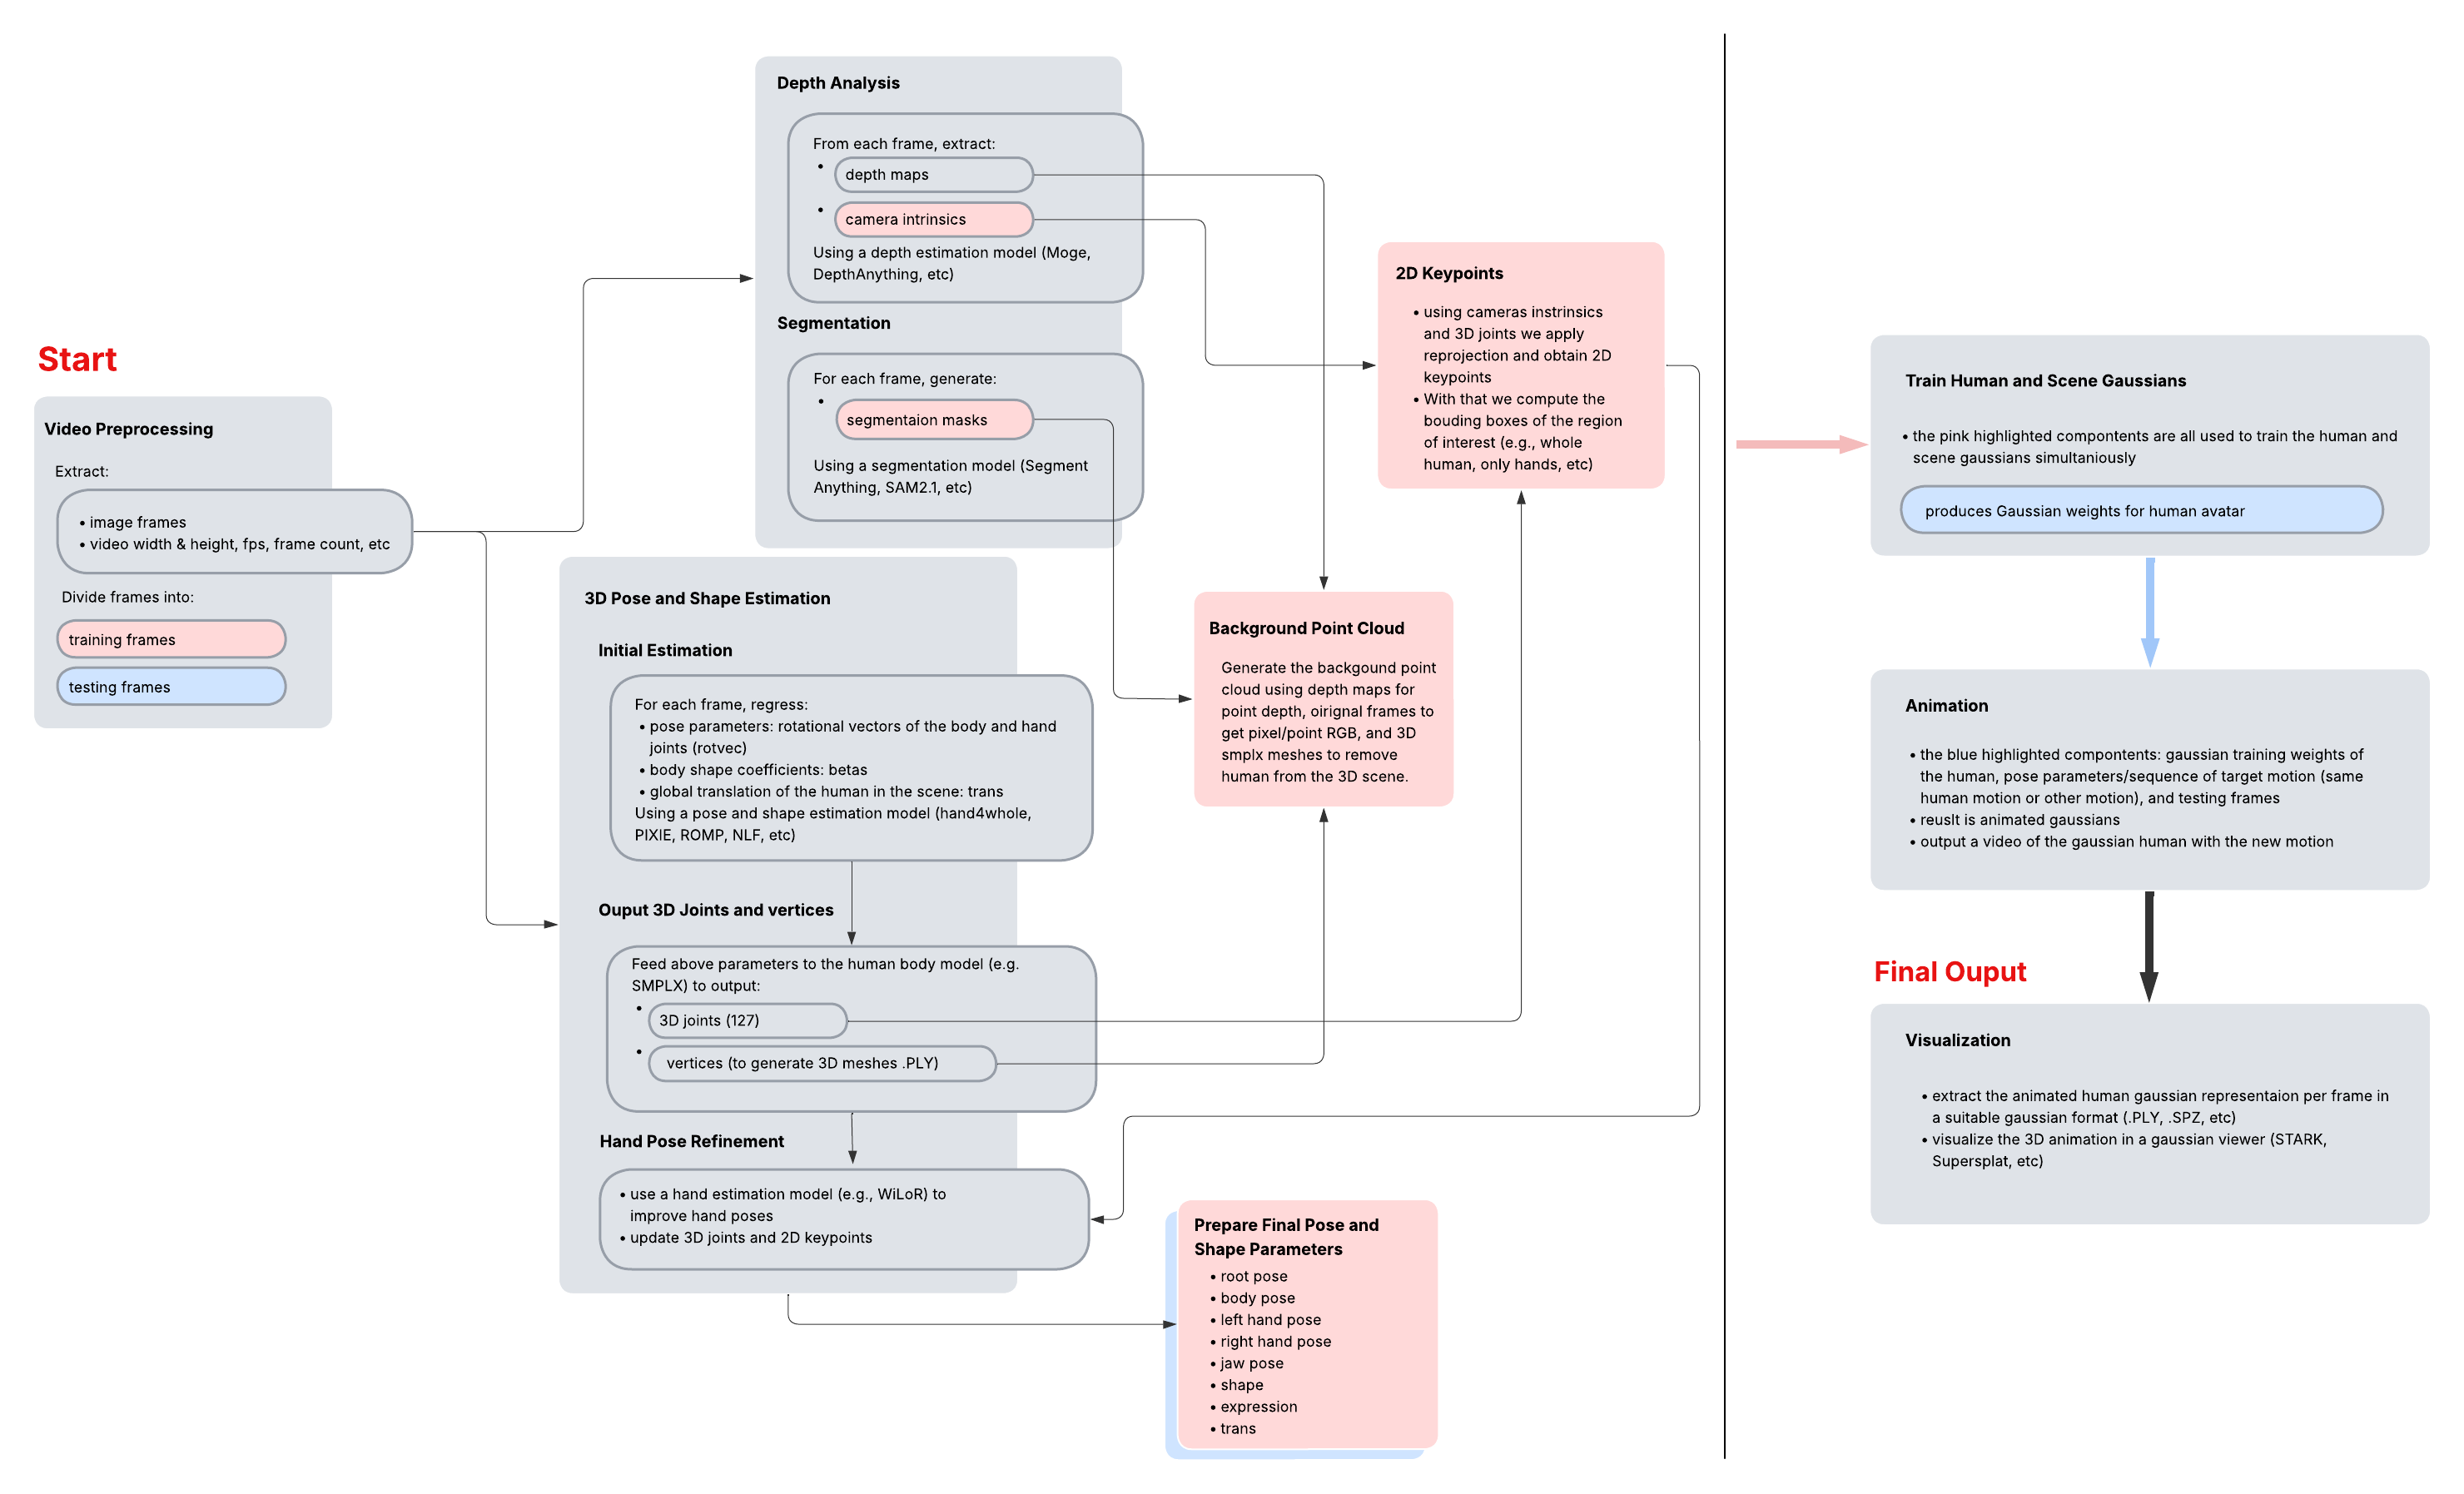 Start
Video Preprocessing
Extract:
• image frames
• video width & height, fps, frame count, etc
Divide frames into:
training frames
testing frames
Depth Analysis
From each frame, extract:
• depth maps
• camera intrinsics
Using a depth estimation model (Moge,
DepthAnything, etc)
Segmentation
For each frame, generate:
• segmentaion masks
Using a segmentation model (Segment
Anything, SAM2.1, etc)
3D Pose and Shape Estimation
Initial Estimation
For each frame, regress:
• pose parameters: rotational vectors of the body and hand
joints (rotvec)
• body shape coefficients: betas
• global translation of the human in the scene: trans
Using a pose and shape estimation model (hand4whole,
PIXIE, ROMP, NLF, etc)
Ouput 3D Joints and vertices
Feed above parameters to the human body model (e.g.
SMPLX) to output:
• 3D joints (127)
• vertices (to generate 3D meshes .PLY)
Hand Pose Refinement
• use a hand estimation model (e.g., WiLoR) to
improve hand poses
• update 3D joints and 2D keypoints
2D Keypoints
• using cameras instrinsics
and 3D joints we apply
reprojection and obtain 2D
keypoints
• With that we compute the
bouding boxes of the region
of interest (e.g., whole
human, only hands, etc)
Background Point Cloud
Generate the backgound point
cloud using depth maps for
point depth, oirignal frames to
get pixel/point RGB, and 3D
smplx meshes to remove
human from the 3D scene.
Prepare Final Pose and
Shape Parameters
• root pose
• body pose
• left hand pose
• right hand pose
• jaw pose
• shape
• expression
• trans
Train Human and Scene Gaussians
• the pink highlighted compontents are all used to train the human and
scene gaussians simultaniously
produces Gaussian weights for human avatar
Animation
• the blue highlighted compontents: gaussian training weights of
the human, pose parameters/sequence of target motion (same
human motion or other motion), and testing frames
• reuslt is animated gaussians
• output a video of the gaussian human with the new motion
Final Ouput
Visualization
• extract the animated human gaussian representaion per frame in
a suitable gaussian format (.PLY, .SPZ, etc)
• visualize the 3D animation in a gaussian viewer (STARK,
Supersplat, etc)